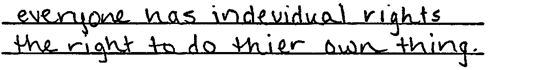 everyone has indevidual rights
the right to do thier own thing.